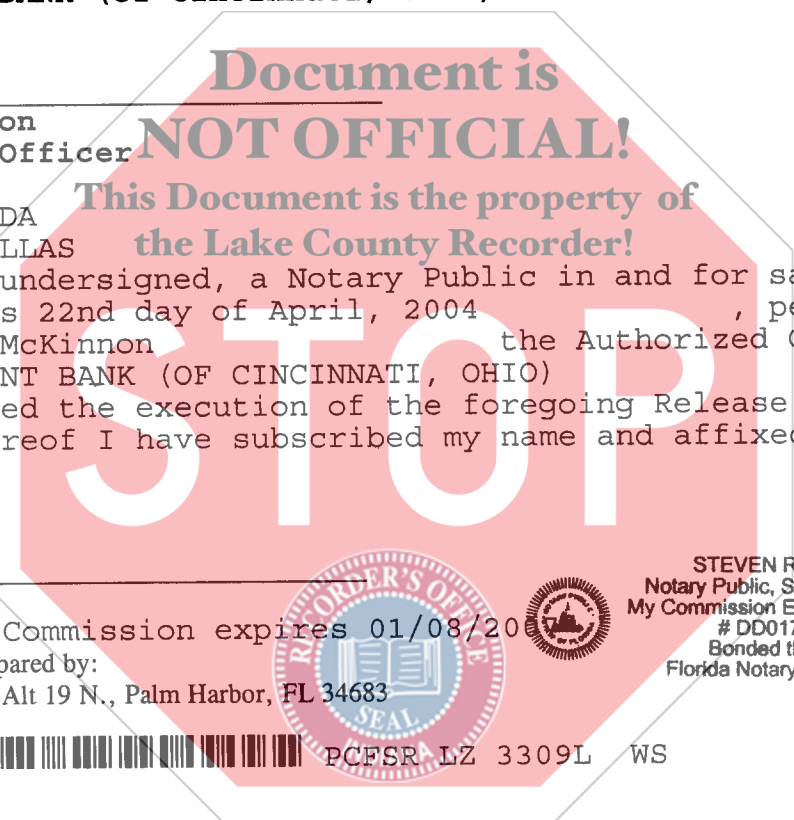 (OF CINCINNATI, OHIO)
Document is
on
NOT OFFICIAL!
Officer
This Document is the property of
DA
the Lake County Recorder!
LLAS
undersigned, a Notary Public in and for sa
s 22nd day of April, 2004 , pe
McKinnon the Authorized O
NT BANK (OF CINCINNATI, OHIO)
ed the execution of the foregoing Release
reof I have subscribed my name and affixed
STOP
STEVEN R
Notary Public, S
My Commission E
Commission expires 01/08/20
# DD017
pared by:
Bonded t
Alt 19 N., Palm Harbor, FL 34683
Florida Notary
RECORDER'S OFFICE
SEAL
PCFSR LZ 3309L WS